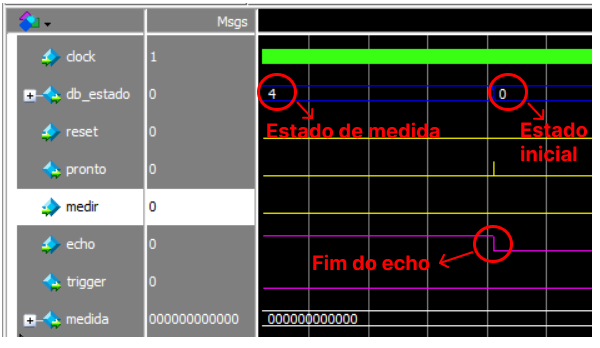 Msgs
clock 1
db_estado 0 4 0
Estado de medida
reset 0
Estado
inicial
pronto 0
medir 0
echo 0
Fim do echo
trigger 0
medida 000000000000 000000000000